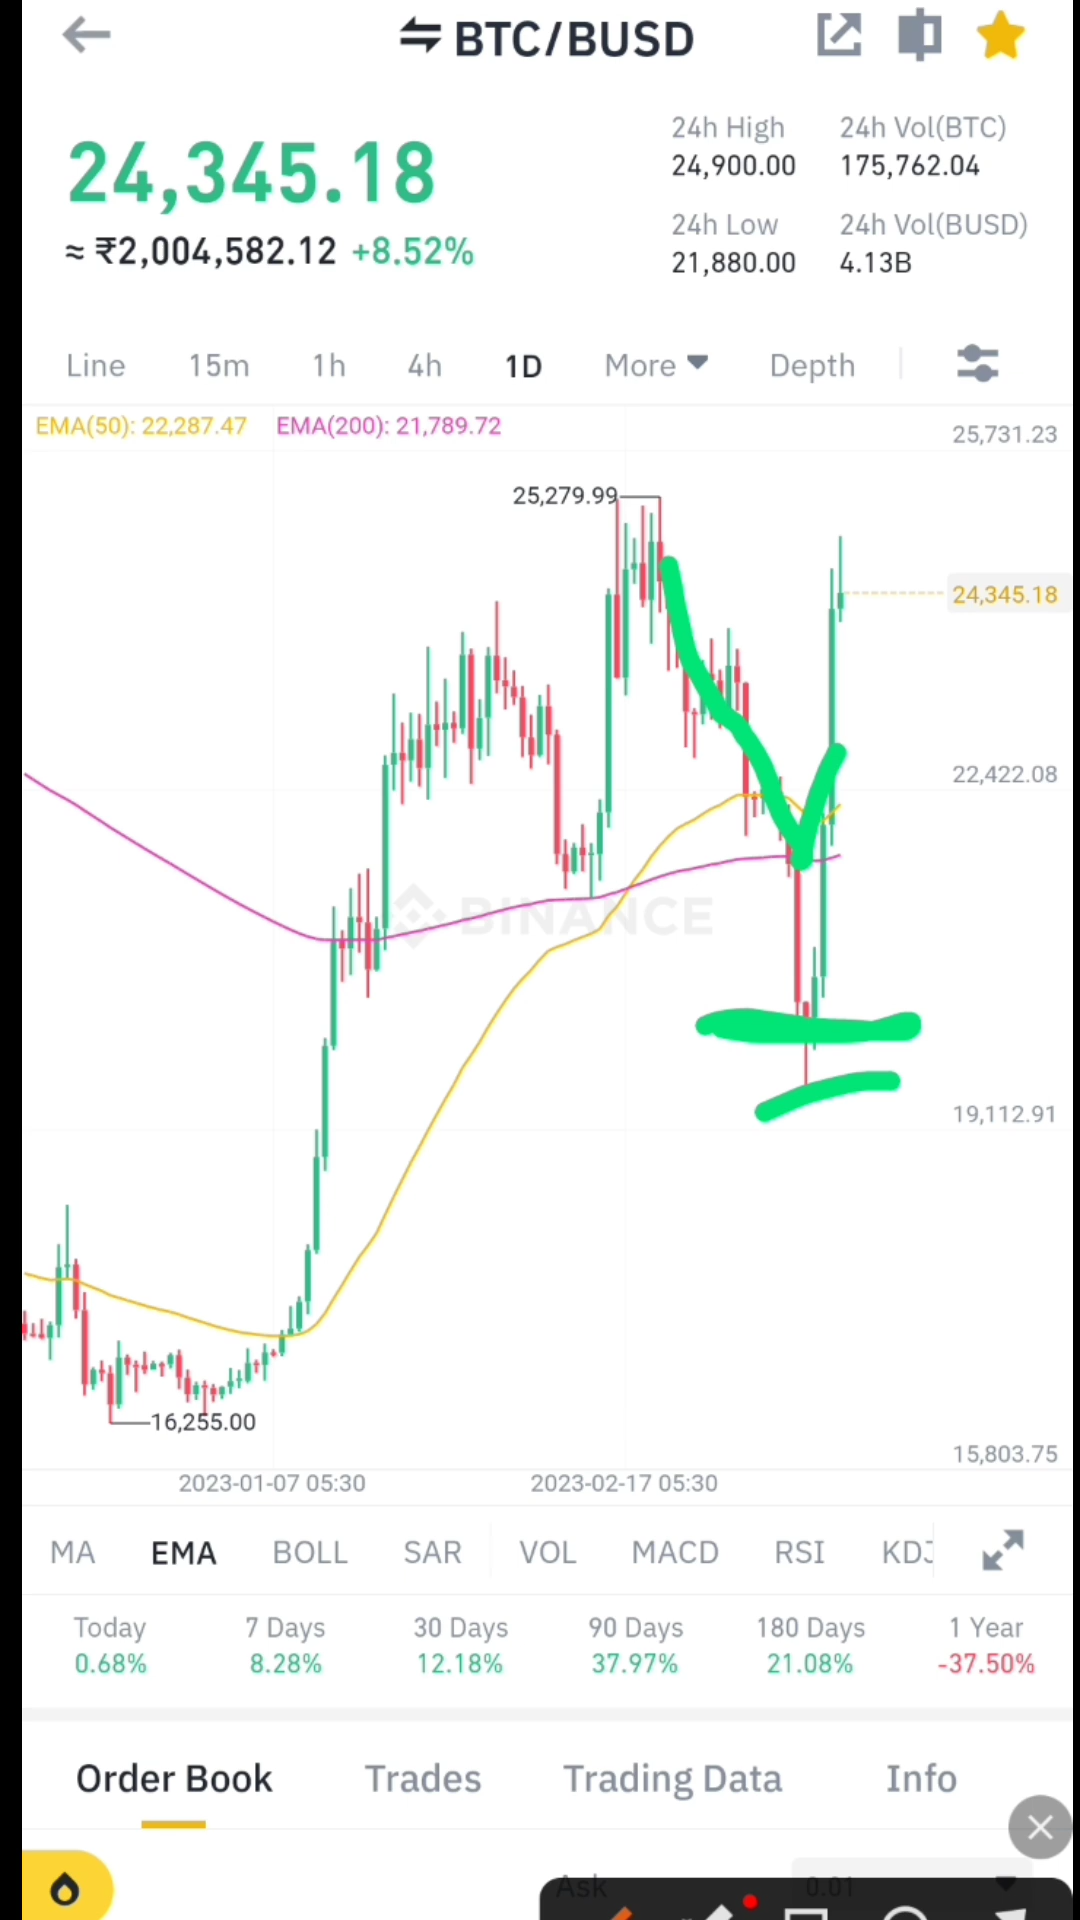 BTC/BUSD
24,345.18
≈ ₹2,004,582.12 +8.52%
24h High
24,900.00
24h Vol(BTC)
175,762.04
24h Low
21,880.00
24h Vol(BUSD)
4.13B
Line 15m 1h 4h 1D More Depth
EMA(50): 22,287.47 EMA(200): 21,789.72
25,731.23
25,279.99
24,345.18
22,422.08
BINANCE
19,112.91
16,255.00
15,803.75
2023-01-07 05:30 2023-02-17 05:30
MA EMA BOLL SAR VOL MACD RSI KDJ
Today 7 Days 30 Days 90 Days 180 Days 1 Year
0.68% 8.28% 12.18% 37.97% 21.08% -37.50%
Order Book Trades Trading Data Info
Ask 0.01